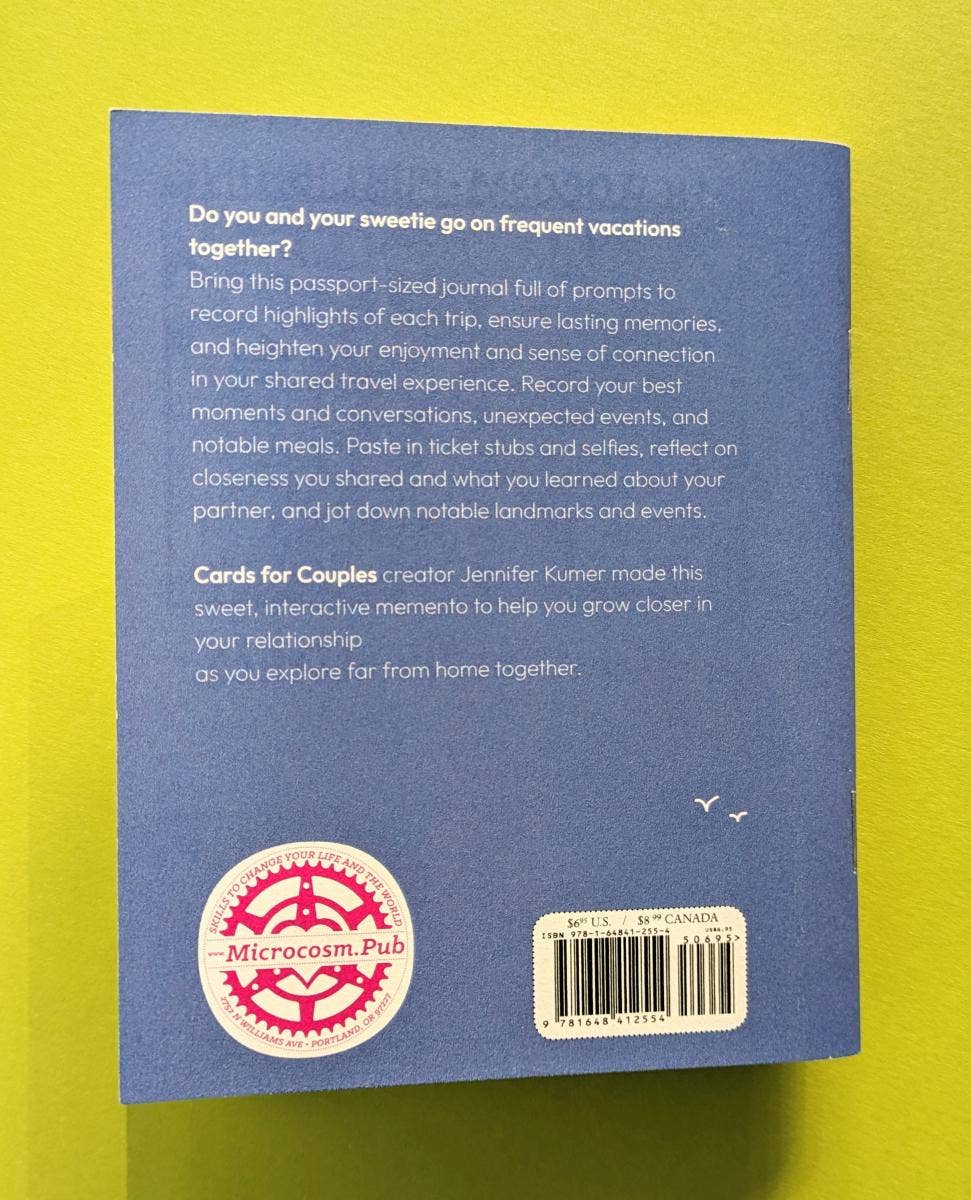 Do you and your sweetie go on frequent vacations
together?
Bring this passport-sized journal full of prompts to
record highlights of each trip, ensure lasting memories,
and heighten your enjoyment and sense of connection
in your shared travel experience. Record your best
moments and conversations, unexpected events, and
notable meals. Paste in ticket stubs and selfies, reflect on
closeness you shared and what you learned about your
partner, and jot down notable landmarks and events.
Cards for Couples creator Jennifer Kumer made this
sweet, interactive memento to help you grow closer in
your relationship
as you explore far from home together.
SKILLS TO CHANGE YOUR LIFE AND THE WORLD
www.Microcosm.Pub
2752 N WILLIAMS AVE • PORTLAND, OR 97227
$6⁹⁵ U.S. / $8⁹⁹ CANADA
ISBN 978-1-64841-255-4
US$6.95
50695>
9 781648 412554